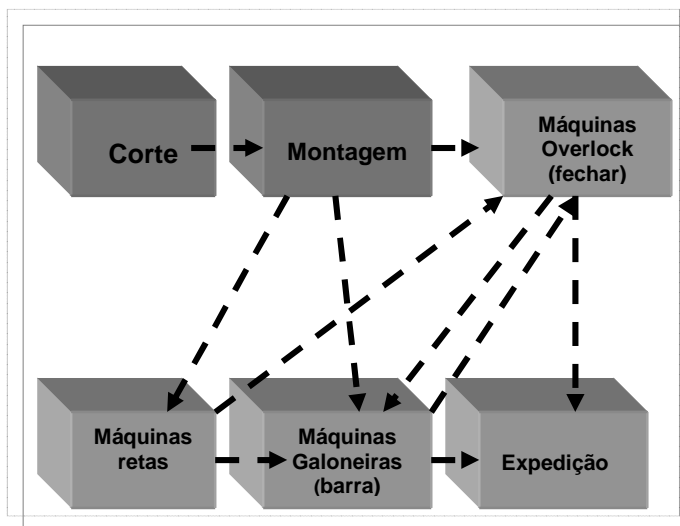 Corte
Montagem
Máquinas
Overlock
(fechar)
Máquinas
retas
Máquinas
Galoneiras
(barra)
Expedição